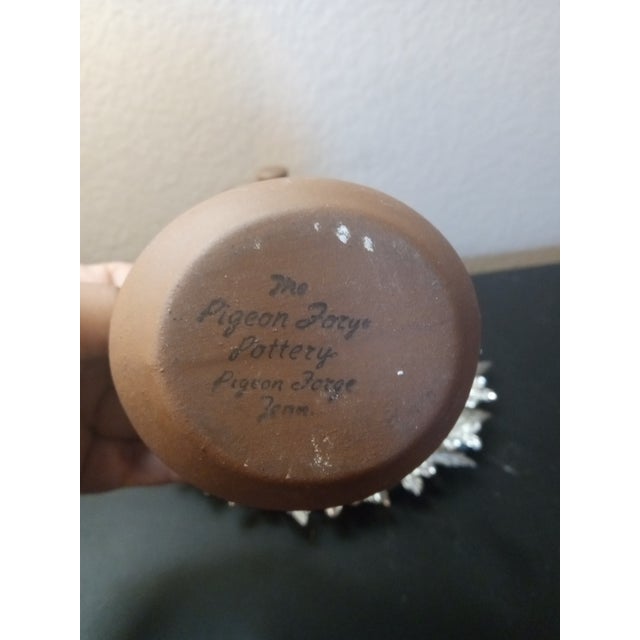 The
Pigeon Forge
Pottery
Pigeon Forge
Tenn.